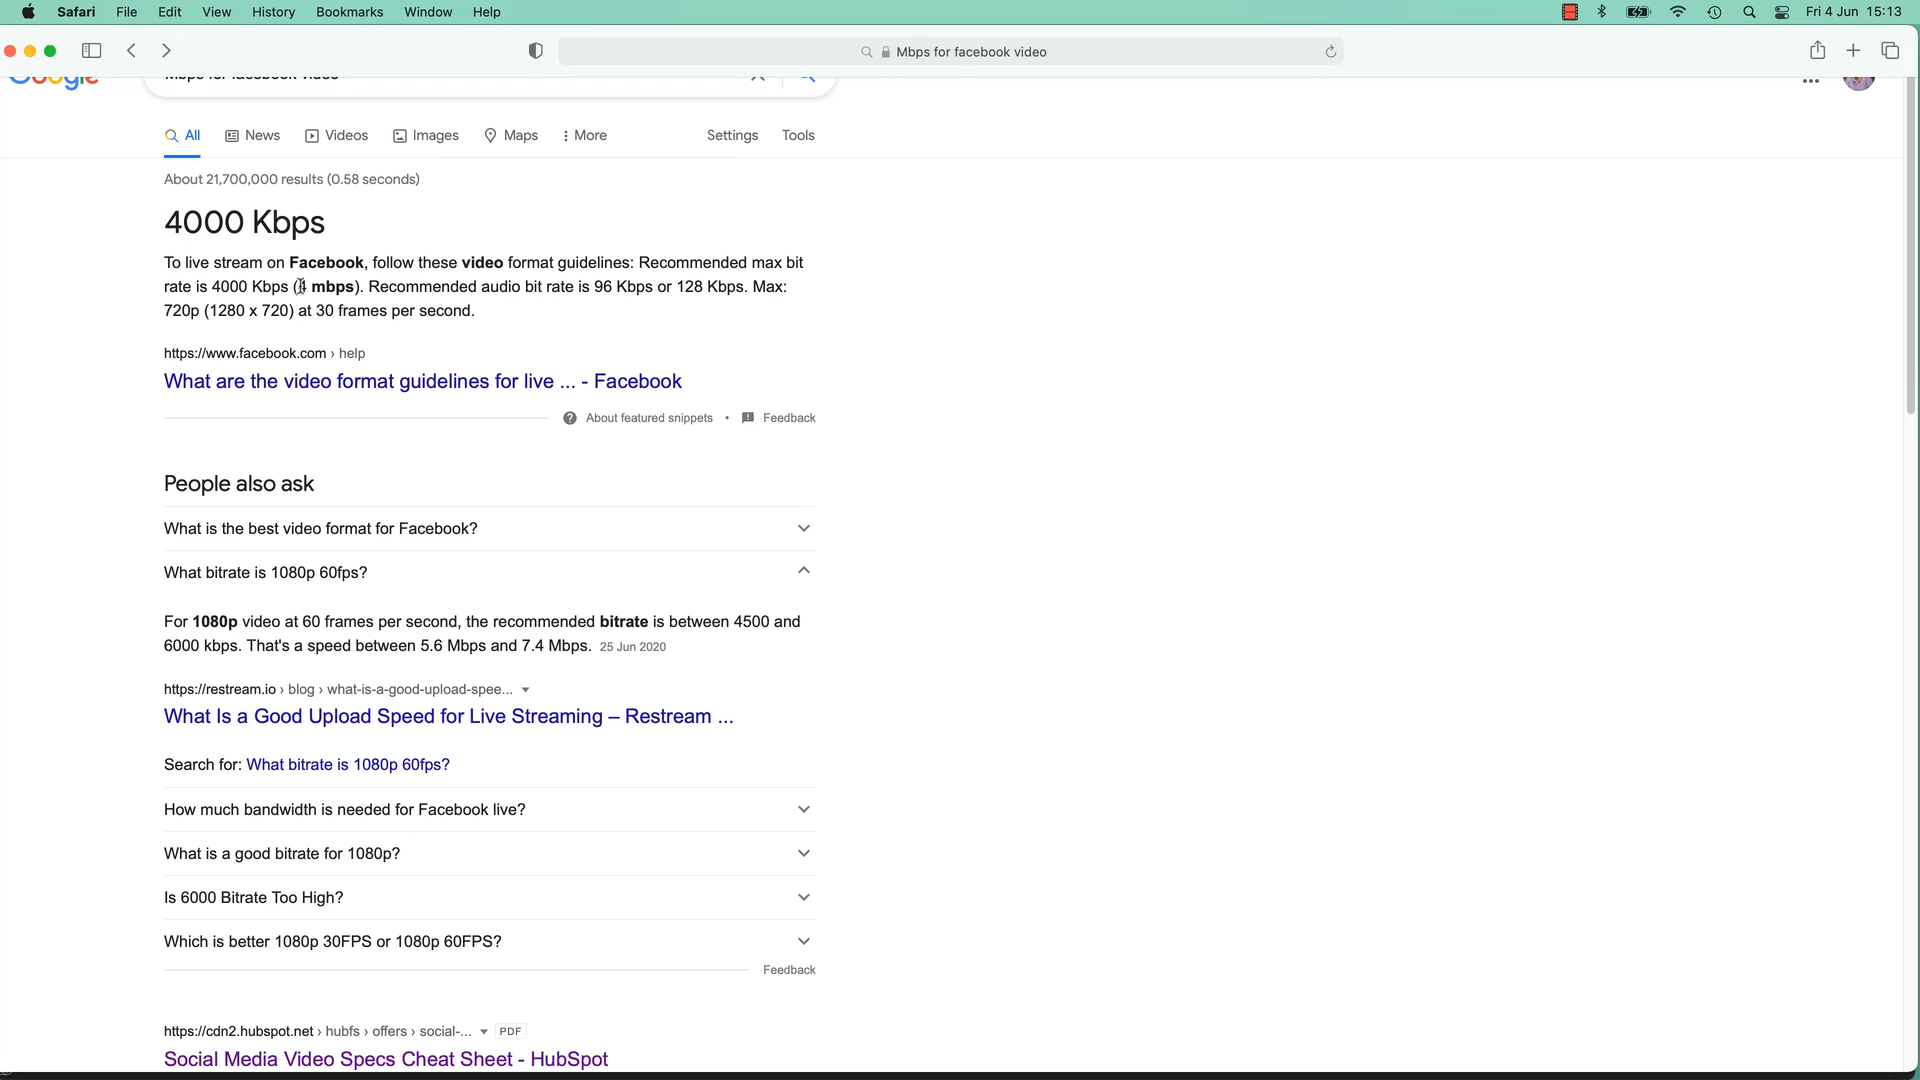 Safari File Edit View History Bookmarks Window Help Fri 4 Jun 15:13
Mbps for facebook video
Google Mbps for facebook video
All News Videos Images Maps More Settings Tools
About 21,700,000 results (0.58 seconds)
4000 Kbps
To live stream on Facebook, follow these video format guidelines: Recommended max bit
rate is 4000 Kbps (4 mbps). Recommended audio bit rate is 96 Kbps or 128 Kbps. Max:
720p (1280 x 720) at 30 frames per second.
https://www.facebook.com › help
What are the video format guidelines for live ... - Facebook
About featured snippets • Feedback
People also ask
What is the best video format for Facebook?
What bitrate is 1080p 60fps?
For 1080p video at 60 frames per second, the recommended bitrate is between 4500 and
6000 kbps. That's a speed between 5.6 Mbps and 7.4 Mbps. 25 Jun 2020
https://restream.io › blog › what-is-a-good-upload-spee...
What Is a Good Upload Speed for Live Streaming – Restream ...
Search for: What bitrate is 1080p 60fps?
How much bandwidth is needed for Facebook live?
What is a good bitrate for 1080p?
Is 6000 Bitrate Too High?
Which is better 1080p 30FPS or 1080p 60FPS?
Feedback
https://cdn2.hubspot.net › hubfs › offers › social-... PDF
Social Media Video Specs Cheat Sheet - HubSpot